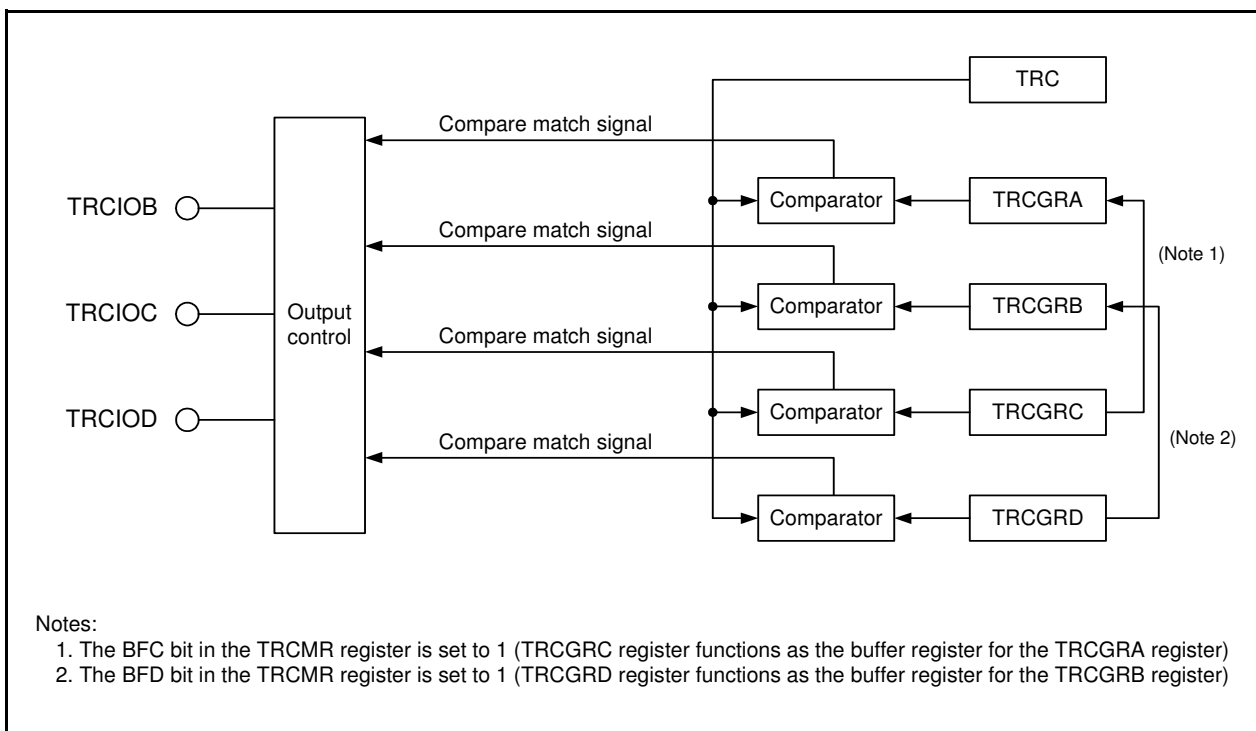 TRC
Compare match signal
Comparator
TRCGRA
TRCIOB
Compare match signal
(Note 1)
Comparator
TRCGRB
TRCIOC
Output
control
Compare match signal
Comparator
TRCGRC
TRCIOD
(Note 2)
Compare match signal
Comparator
TRCGRD
Notes:
1. The BFC bit in the TRCMR register is set to 1 (TRCGRC register functions as the buffer register for the TRCGRA register)
2. The BFD bit in the TRCMR register is set to 1 (TRCGRD register functions as the buffer register for the TRCGRB register)